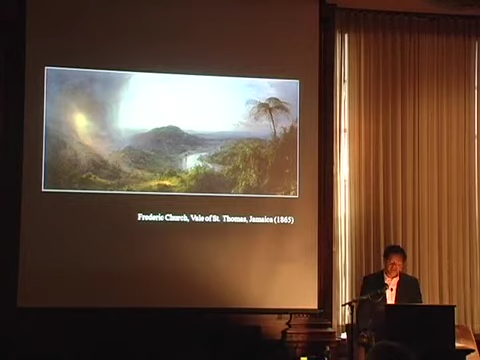 Frederic Church, Vale of St. Thomas, Jamaica (1865)